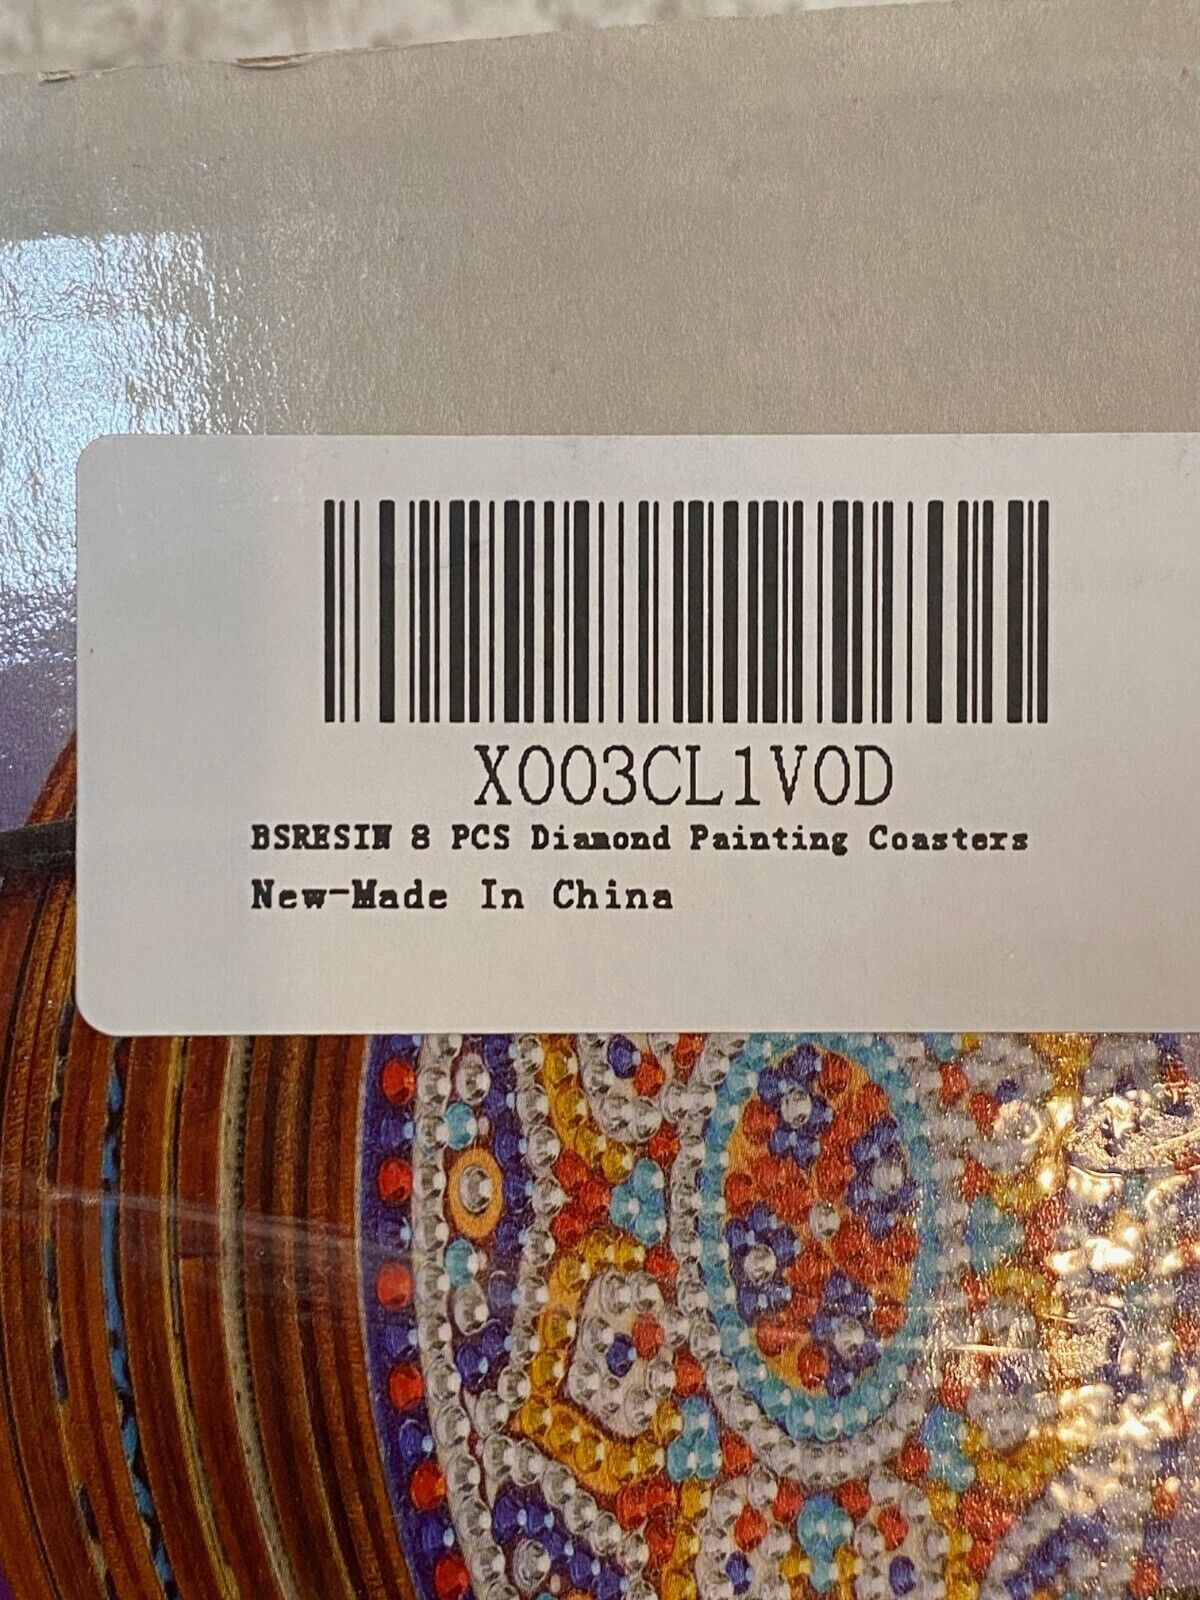 X003CL1V0D
BSRESIN 8 PCS Diamond Painting Coasters
New-Made In China